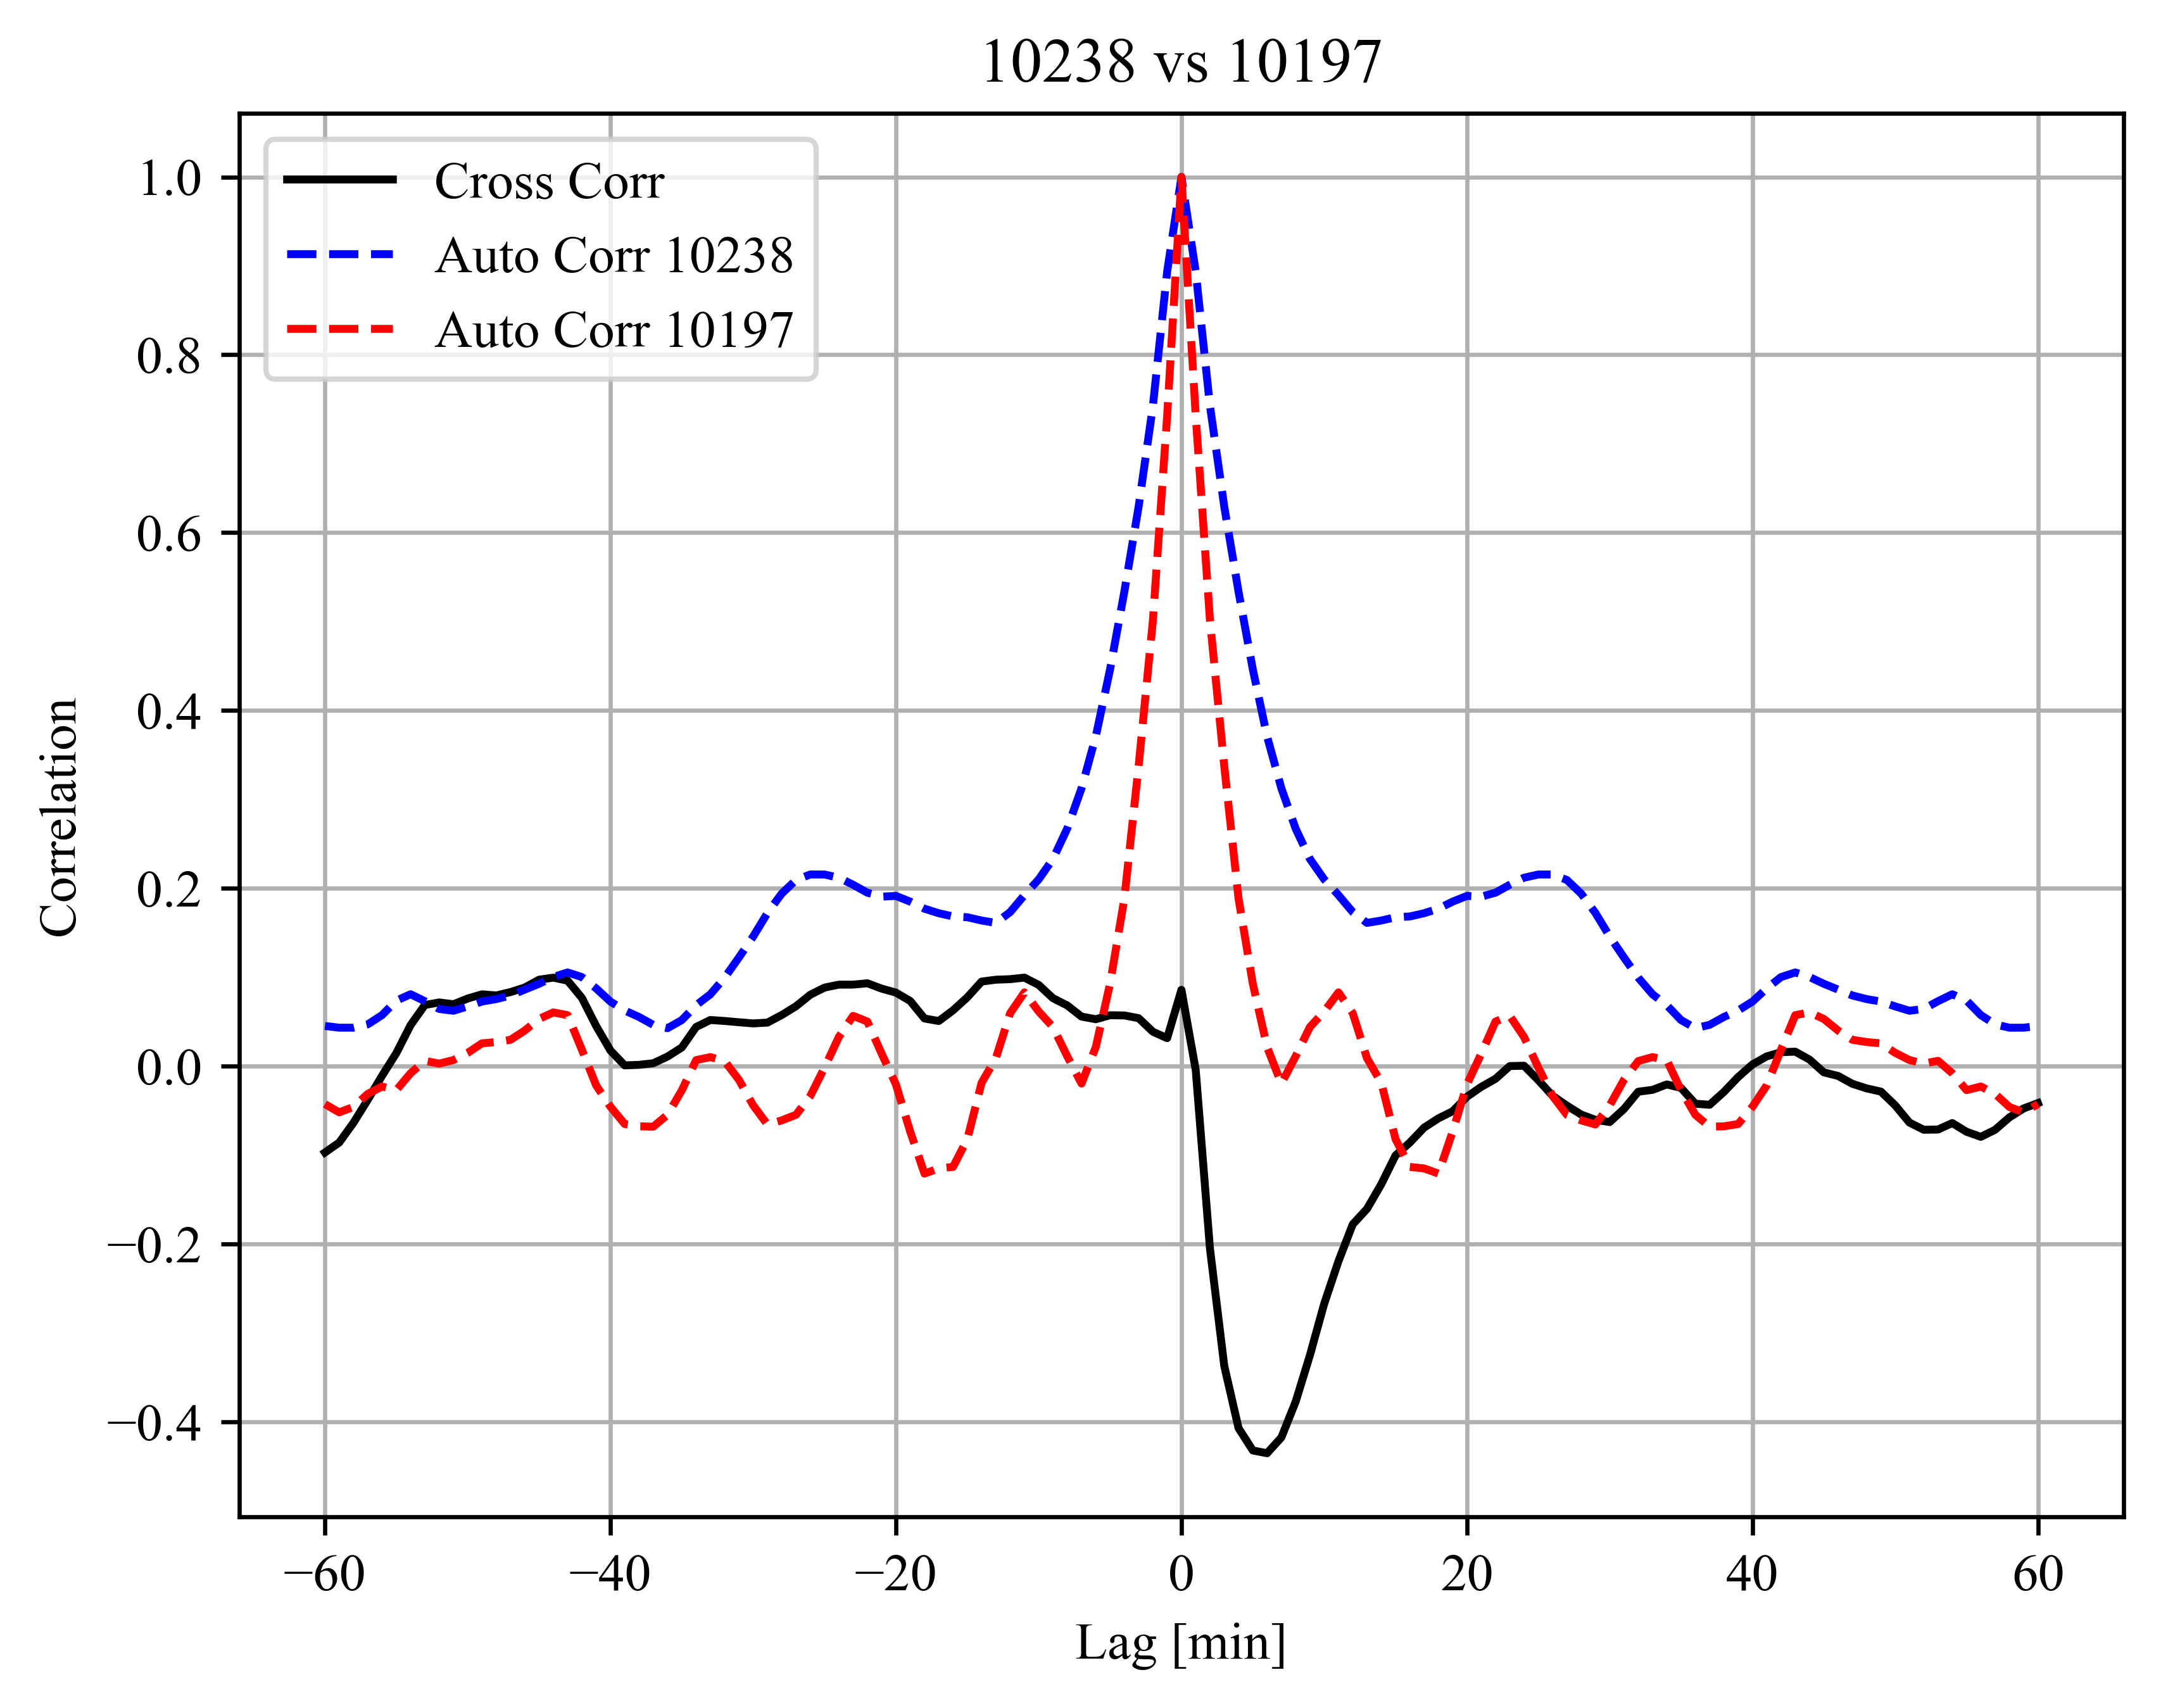 10238 vs 10197
Cross Corr
Auto Corr 10238
Auto Corr 10197
1.0
0.8
0.6
0.4
0.2
0.0
−0.2
−0.4
Correlation
−60
−40
−20
0
20
40
60
Lag [min]